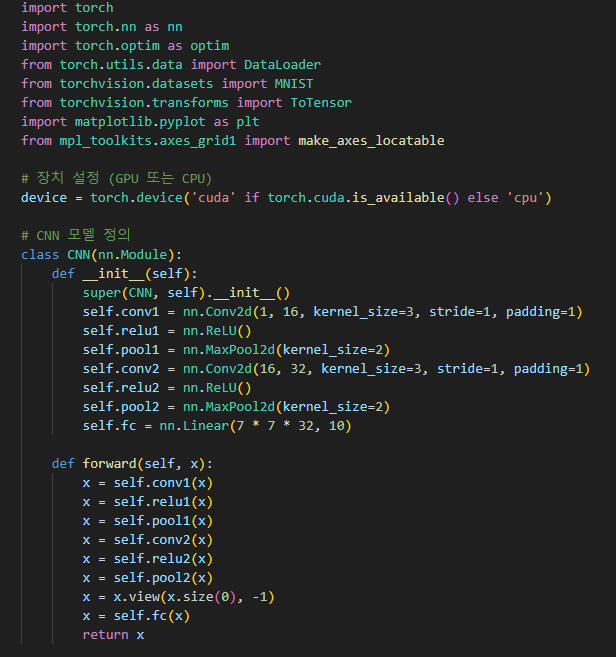 import torch
import torch.nn as nn
import torch.optim as optim
from torch.utils.data import DataLoader
from torchvision.datasets import MNIST
from torchvision.transforms import ToTensor
import matplotlib.pyplot as plt
from mpl_toolkits.axes_grid1 import make_axes_locatable

# 장치 설정 (GPU 또는 CPU)
device = torch.device('cuda' if torch.cuda.is_available() else 'cpu')

# CNN 모델 정의
class CNN(nn.Module):
    def __init__(self):
        super(CNN, self).__init__()
        self.conv1 = nn.Conv2d(1, 16, kernel_size=3, stride=1, padding=1)
        self.relu1 = nn.ReLU()
        self.pool1 = nn.MaxPool2d(kernel_size=2)
        self.conv2 = nn.Conv2d(16, 32, kernel_size=3, stride=1, padding=1)
        self.relu2 = nn.ReLU()
        self.pool2 = nn.MaxPool2d(kernel_size=2)
        self.fc = nn.Linear(7 * 7 * 32, 10)

    def forward(self, x):
        x = self.conv1(x)
        x = self.relu1(x)
        x = self.pool1(x)
        x = self.conv2(x)
        x = self.relu2(x)
        x = self.pool2(x)
        x = x.view(x.size(0), -1)
        x = self.fc(x)
        return x